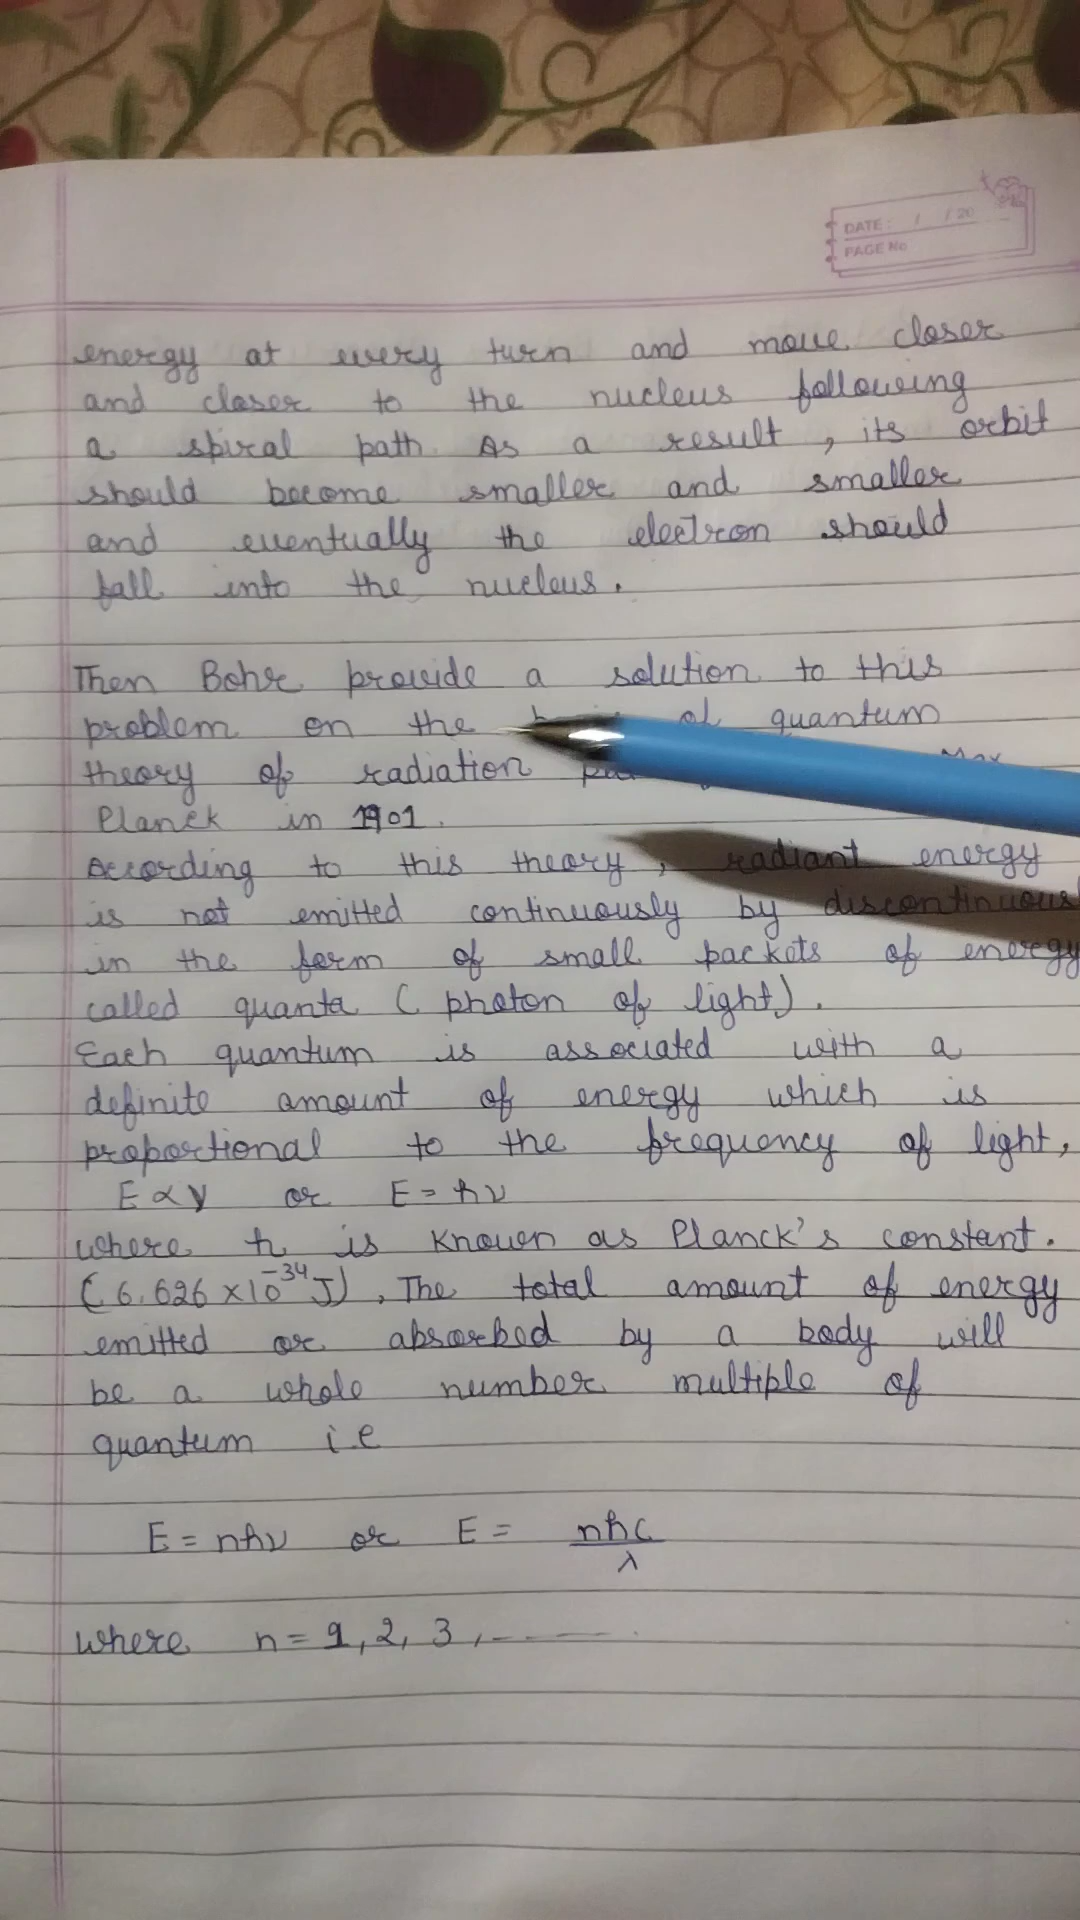 DATE: / / 20
PAGE No
energy at every turn and move closer
and closer to the nucleus following
a spiral path. As a result, its orbit
should become smaller and smaller
and eventually the electron should
fall into the nucleus.
Then Bohr provide a solution to this
problem on the of quantum
theory of radiation Max
Planck in 1901.
According to this theory, radiant energy
is not emitted continuously by discontinuous
in the form of small packets of energy
called quanta (photon of light).
Each quantum is associated with a
definite amount of energy which is
proportional to the frequency of light,
E ∝ ν or E = hν
where h is known as Planck's constant.
(6.626 × 10⁻³⁴ J), The total amount of energy
emitted or absorbed by a body will
be a whole number multiple of
quantum i.e
E = nhν or E = nhc
λ
where n = 1, 2, 3, -----